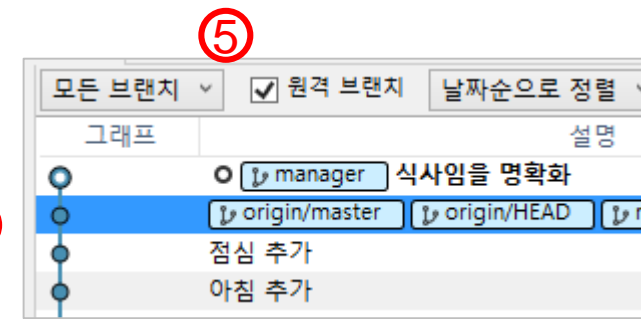 ⑤
모든 브랜치 원격 브랜치 날짜순으로 정렬
그래프 설명
manager 식사임을 명확화
origin/master origin/HEAD
점심 추가
아침 추가